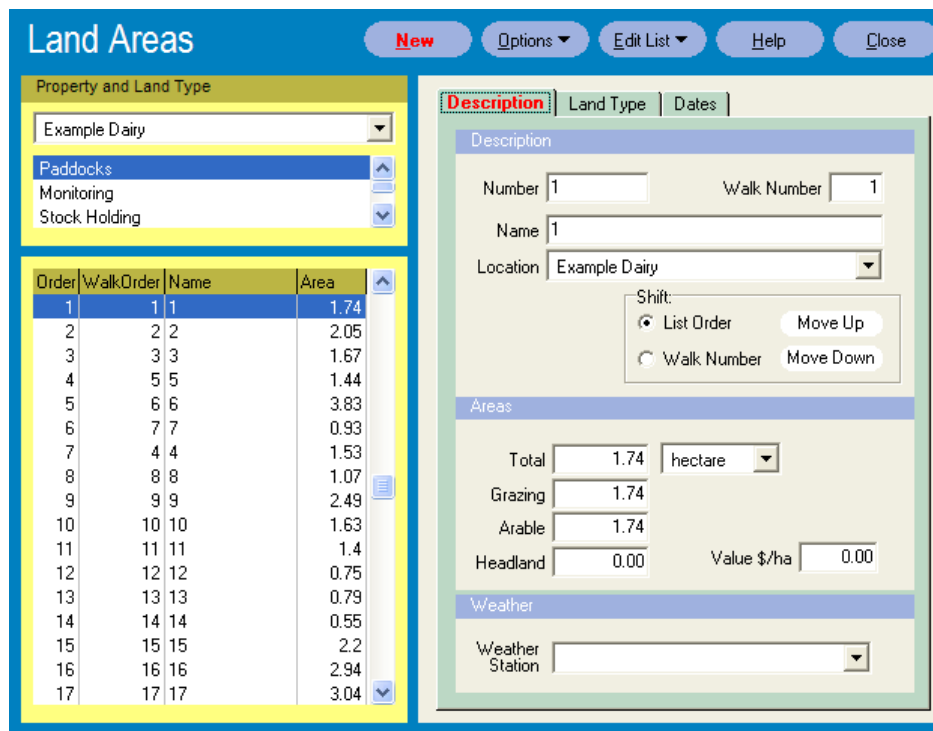 Land Areas
New Options Edit List Help Close
Property and Land Type
Example Dairy
Paddocks
Monitoring
Stock Holding
Order WalkOrder Name Area
1 1 1 1.74
2 2 2 2.05
3 3 3 1.67
4 5 5 1.44
5 6 6 3.83
6 7 7 0.93
7 4 4 1.53
8 8 8 1.07
9 9 9 2.49
10 10 10 1.63
11 11 11 1.4
12 12 12 0.75
13 13 13 0.79
14 14 14 0.55
15 15 15 2.2
16 16 16 2.94
17 17 17 3.04
Description Land Type Dates
Description
Number 1 Walk Number 1
Name 1
Location Example Dairy
Shift:
List Order Move Up
Walk Number Move Down
Areas
Total 1.74 hectare
Grazing 1.74
Arable 1.74
Headland 0.00 Value $/ha 0.00
Weather
Weather
Station